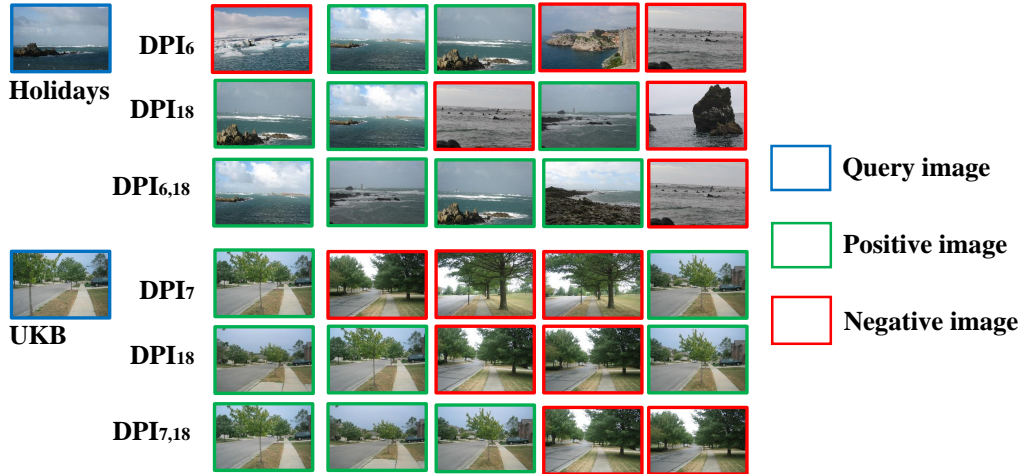 DPI6
Holidays
DPI18
DPI6,18
Query image
Positive image
Negative image
DPI7
UKB
DPI18
DPI7,18